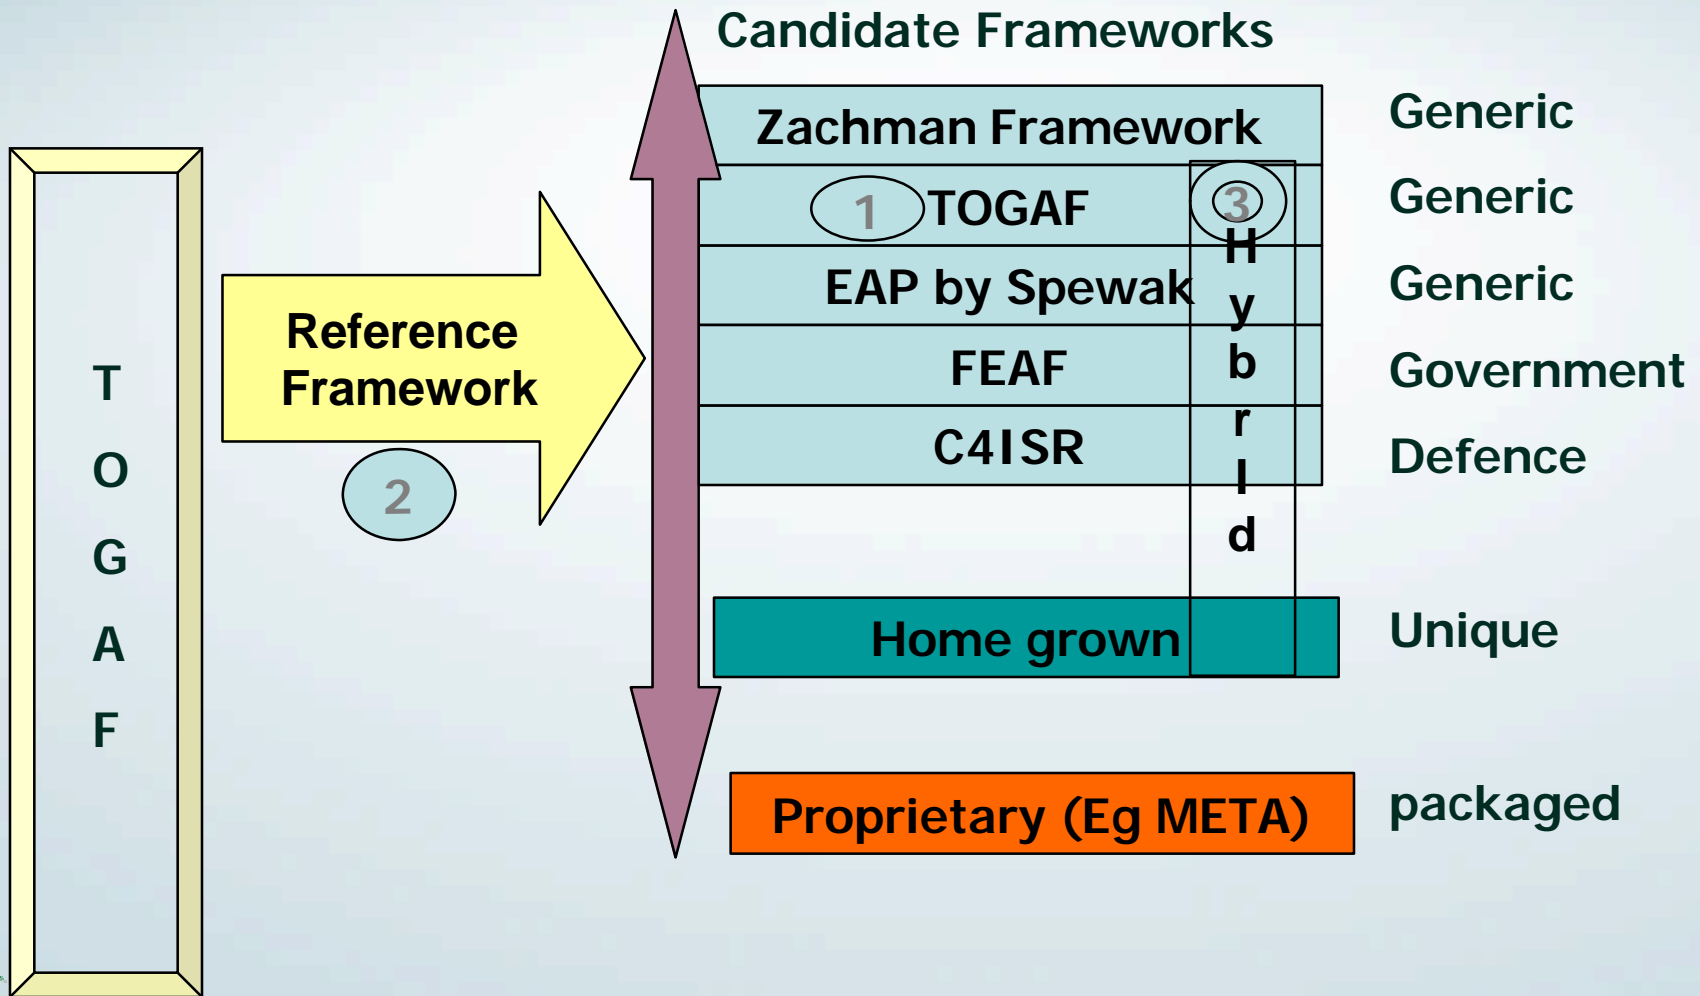 Candidate Frameworks
Zachman Framework
Generic
1 TOGAF
3
Generic
EAP by Spewak
Generic
FEAF
Government
C4ISR
Defence
H
y
b
r
I
d
Home grown
Unique
Proprietary (Eg META)
packaged
Reference
Framework
2
T
O
G
A
F